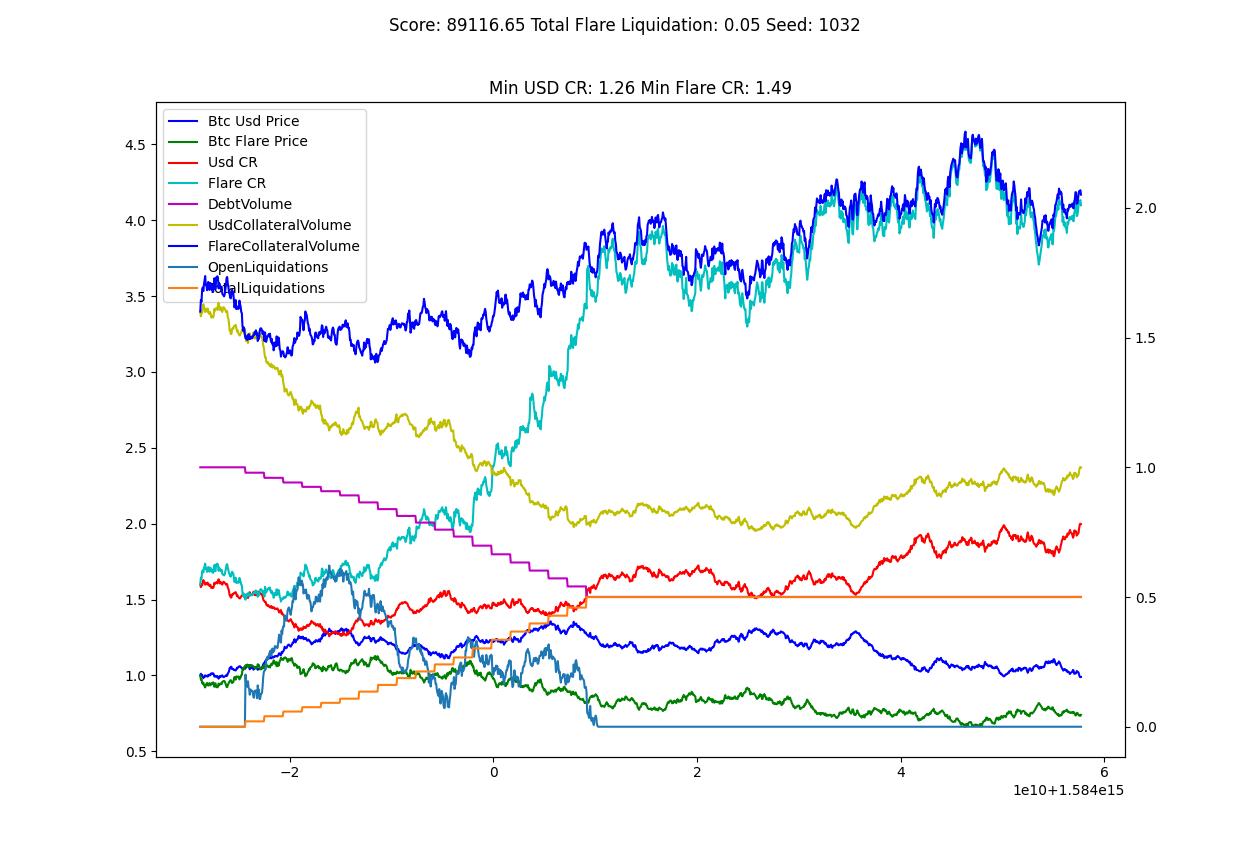 Score: 89116.65 Total Flare Liquidation: 0.05 Seed: 1032
Min USD CR: 1.26 Min Flare CR: 1.49
Btc Usd Price
Btc Flare Price
Usd CR
Flare CR
DebtVolume
UsdCollateralVolume
FlareCollateralVolume
OpenLiquidations
TotalLiquidations
4.5
4.0
3.5
3.0
2.5
2.0
1.5
1.0
0.5
2.0
1.5
1.0
0.5
0.0
−2
0
2
4
6
1e10+1.584e15